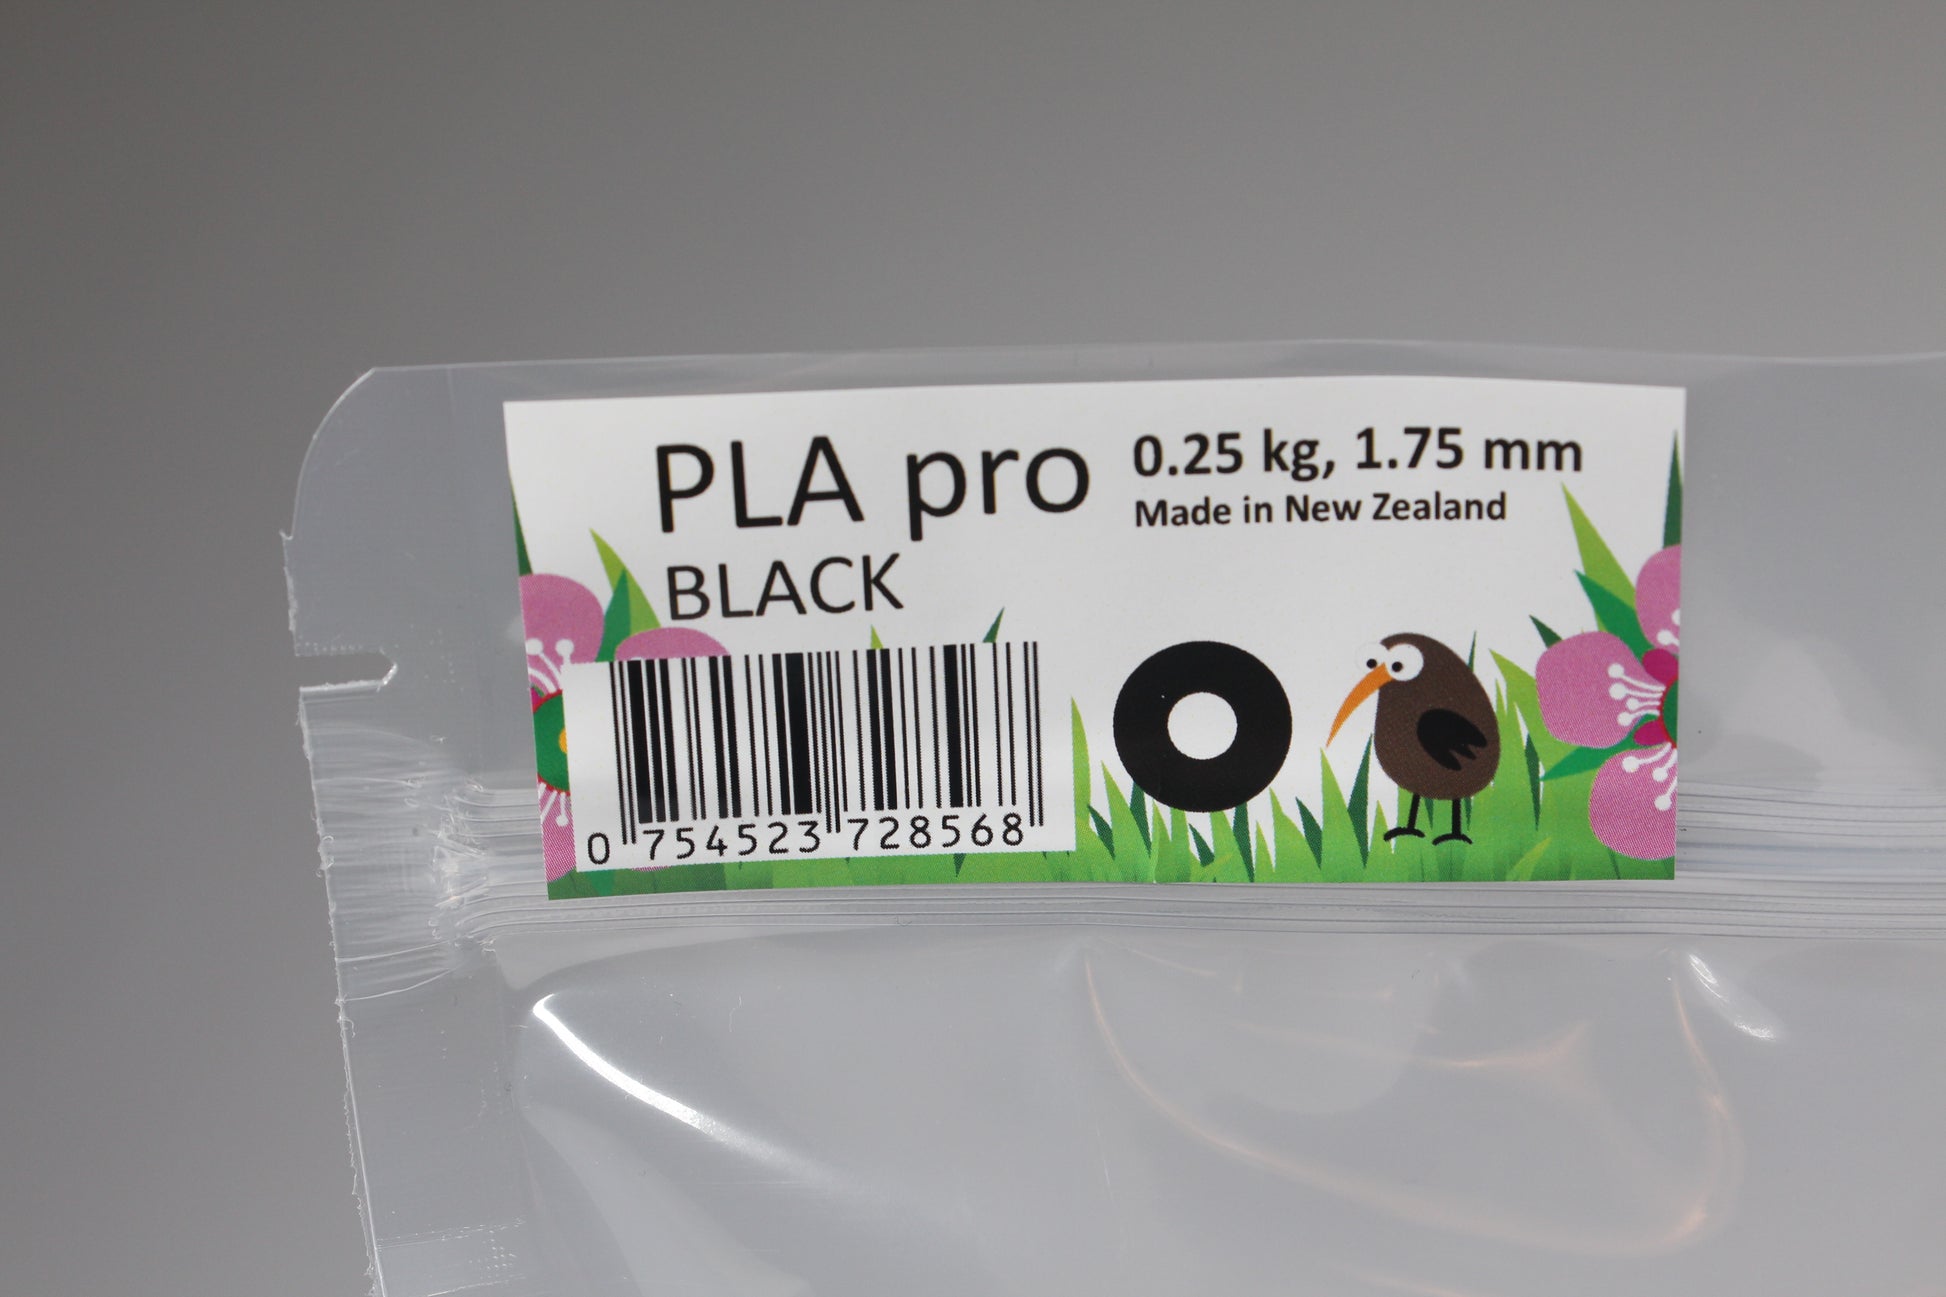 PLA pro
0.25 kg, 1.75 mm
Made in New Zealand
BLACK
0 754523 728568